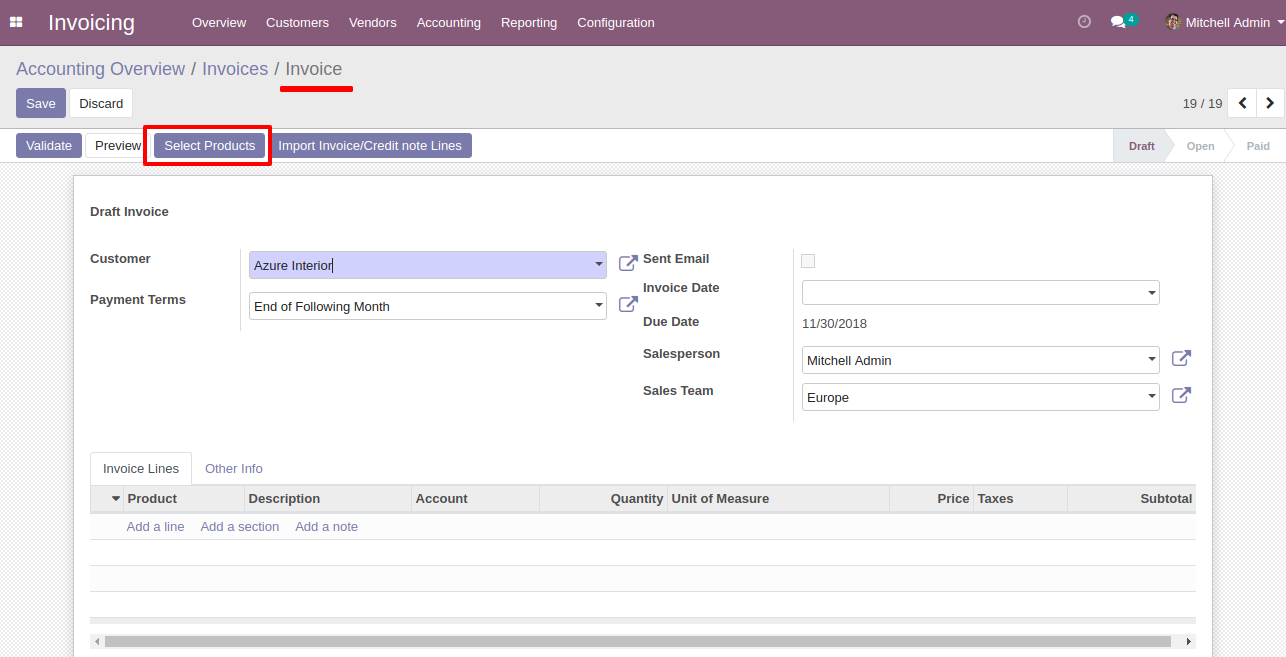 Invoicing Overview Customers Vendors Accounting Reporting Configuration 4 Mitchell Admin
Accounting Overview / Invoices / Invoice
Save Discard 19 / 19
Validate Preview Select Products Import Invoice/Credit note Lines Draft Open Paid
Draft Invoice
Customer Azure Interior Sent Email
Invoice Date
Payment Terms End of Following Month
Due Date 11/30/2018
Salesperson Mitchell Admin
Sales Team Europe
Invoice Lines Other Info
Product Description Account Quantity Unit of Measure Price Taxes Subtotal
Add a line Add a section Add a note